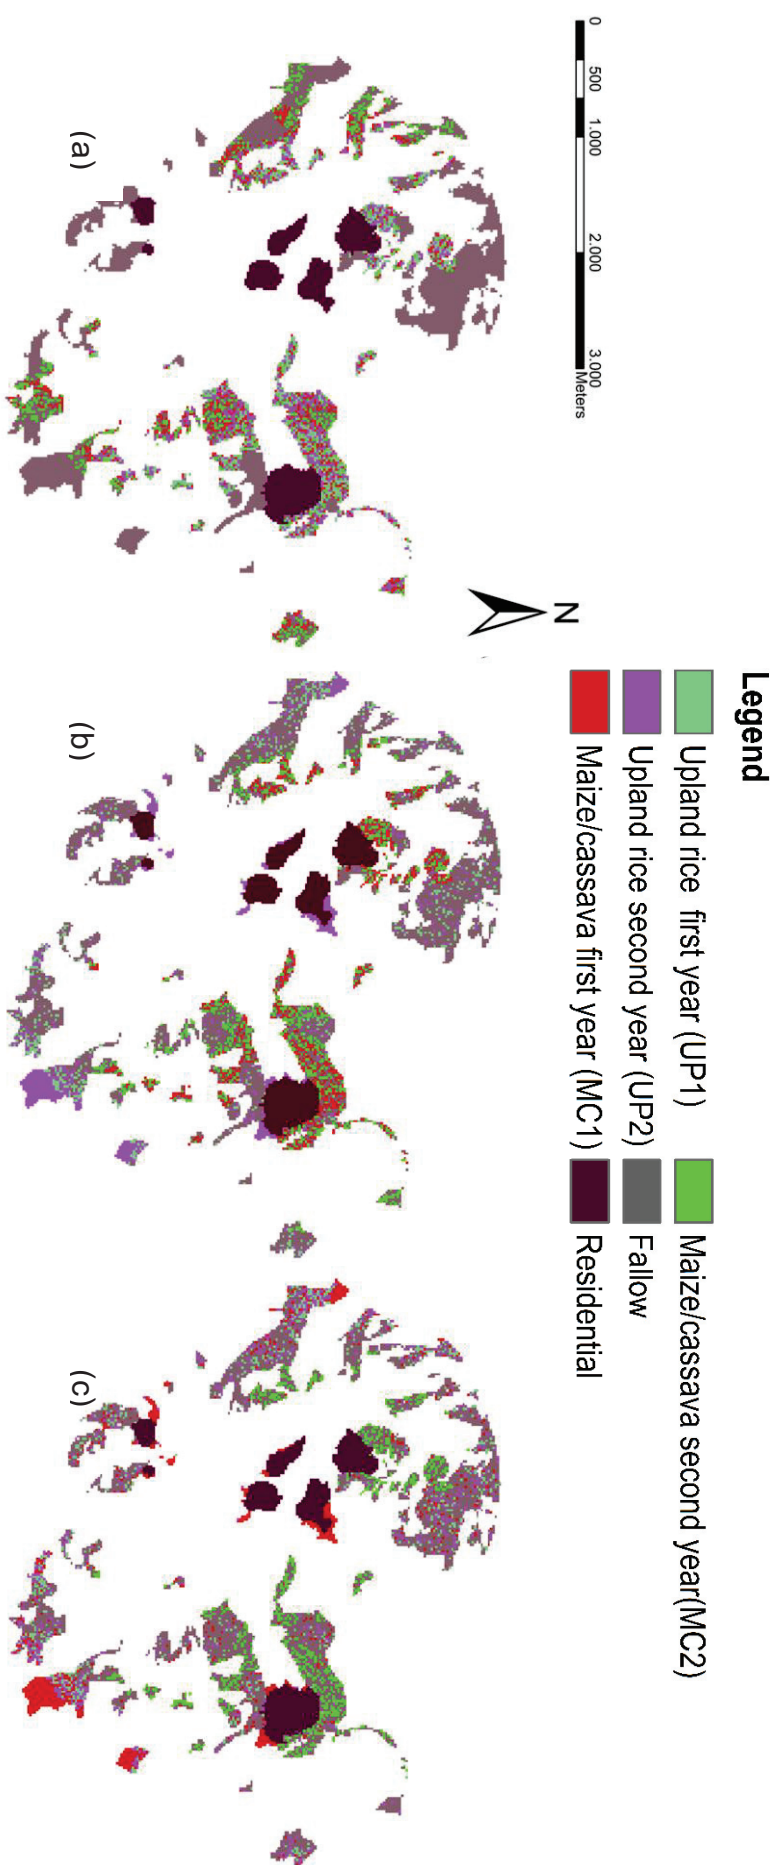 Legend
Upland rice first year (UP1)
Upland rice second year (UP2)
Maize/cassava first year (MC1)
Maize/cassava second year(MC2)
Fallow
Residential
N
0 500 1.000 2.000 3.000
Meters
(a)
(b)
(c)